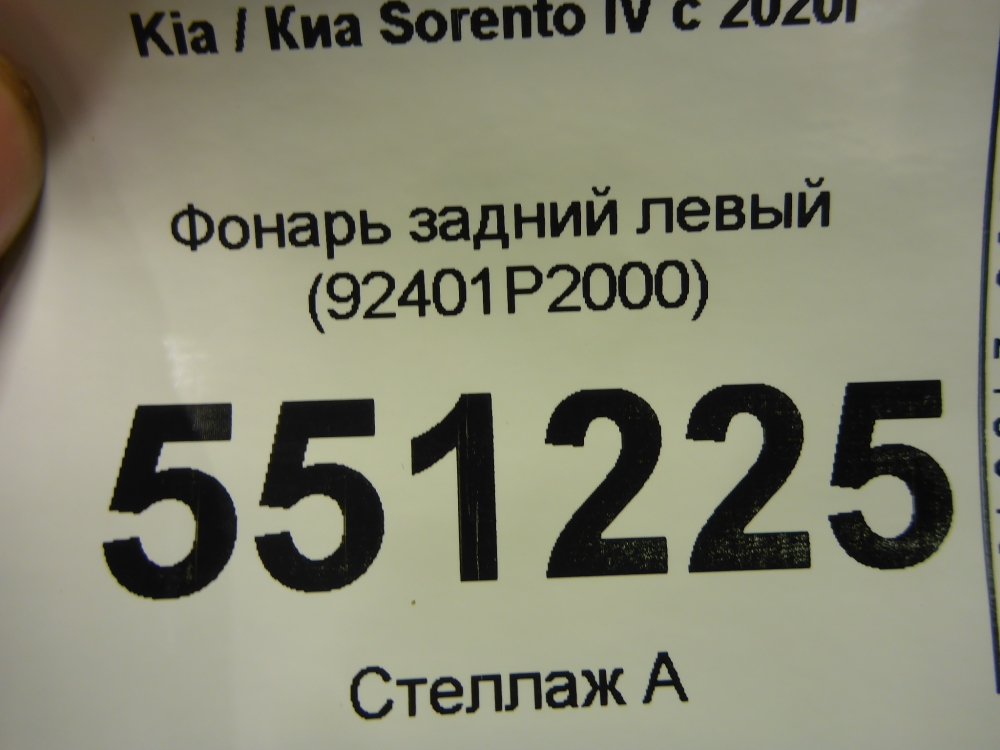 Kia / Киа Sorento IV с 2020г
Фонарь задний левый
(92401P2000)
551225
Стеллаж А